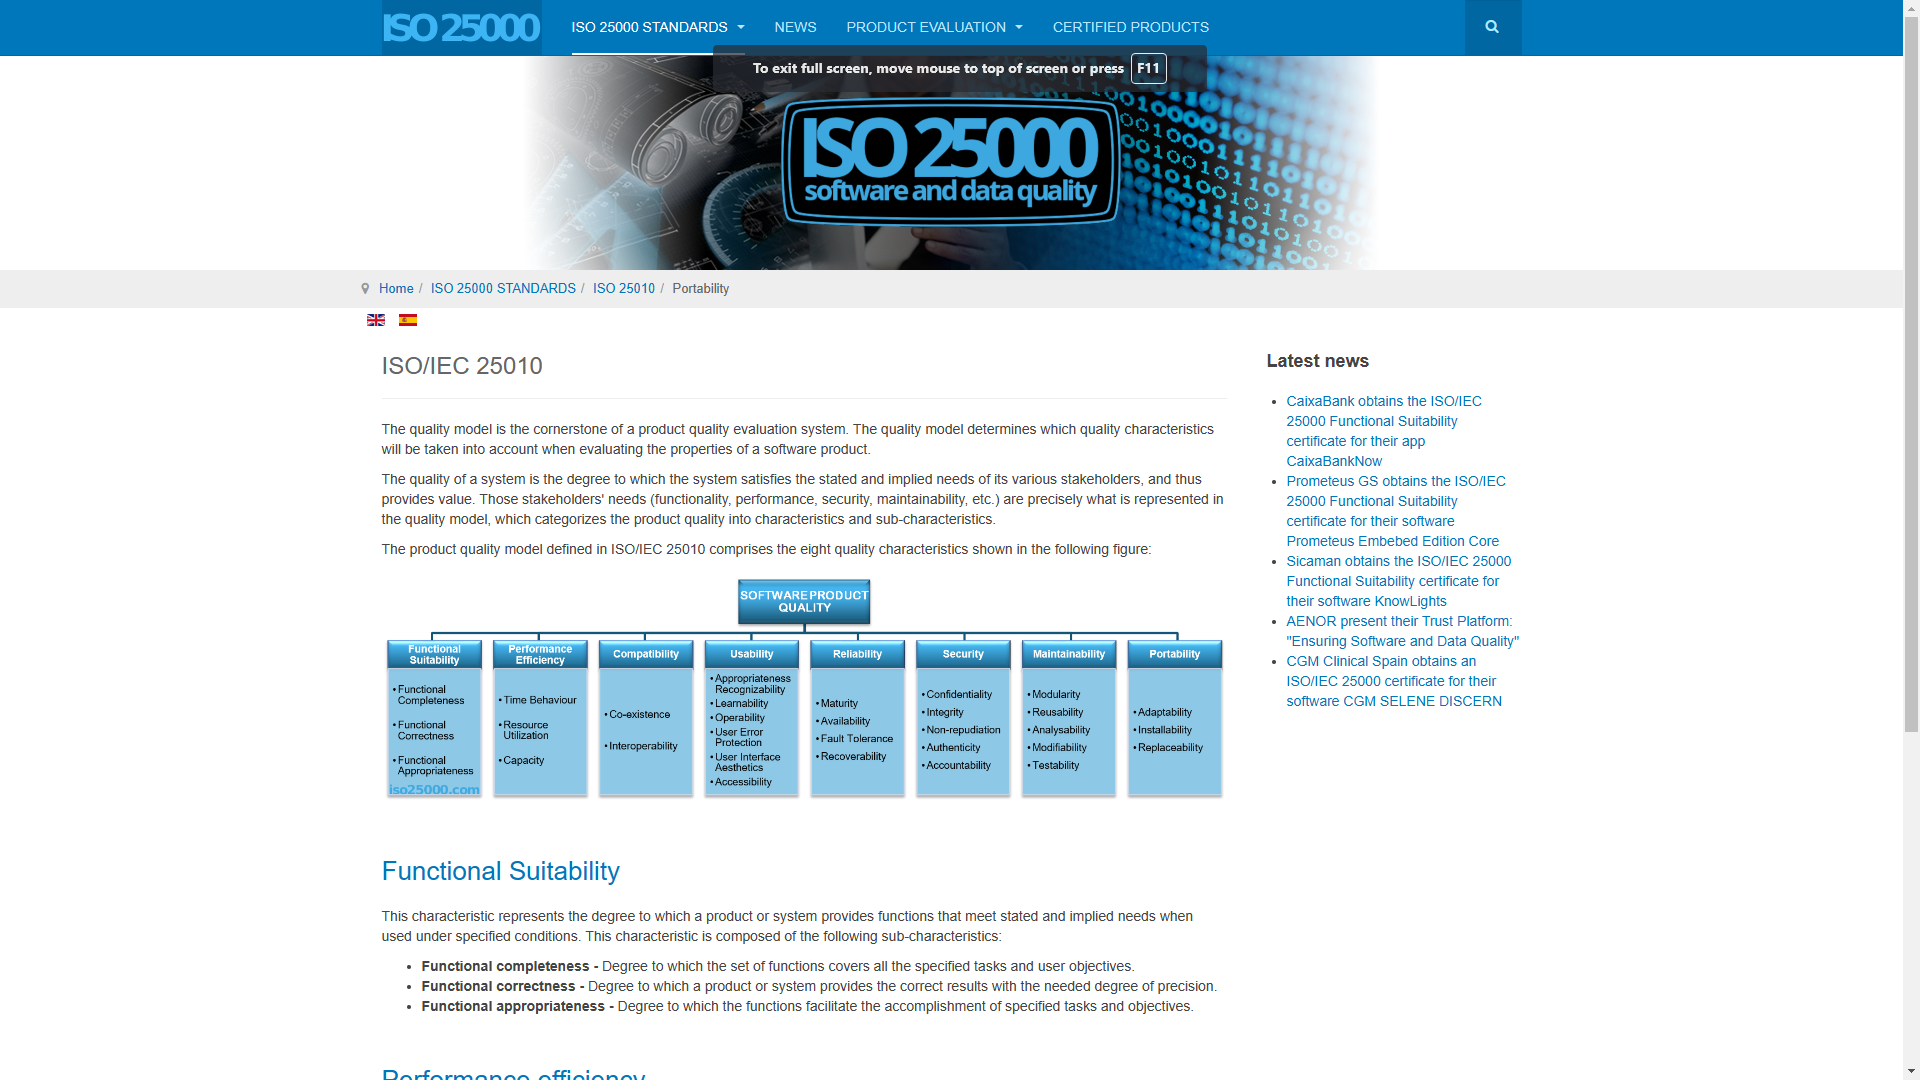 ISO 25000
ISO 25000 STANDARDS
NEWS
PRODUCT EVALUATION
CERTIFIED PRODUCTS
To exit full screen, move mouse to top of screen or press F11
ISO 25000
software and data quality
Home / ISO 25000 STANDARDS / ISO 25010 / Portability
ISO/IEC 25010
The quality model is the cornerstone of a product quality evaluation system. The quality model determines which quality characteristics
will be taken into account when evaluating the properties of a software product.
The quality of a system is the degree to which the system satisfies the stated and implied needs of its various stakeholders, and thus
provides value. Those stakeholders' needs (functionality, performance, security, maintainability, etc.) are precisely what is represented in
the quality model, which categorizes the product quality into characteristics and sub-characteristics.
The product quality model defined in ISO/IEC 25010 comprises the eight quality characteristics shown in the following figure:
SOFTWARE PRODUCT
QUALITY
Functional
Suitability
• Functional
Completeness
• Functional
Correctness
• Functional
Appropriateness
iso25000.com
Performance
Efficiency
• Time Behaviour
• Resource
Utilization
• Capacity
Compatibility
• Co-existence
• Interoperability
Usability
• Appropriateness
Recognizability
• Learnability
• Operability
• User Error
Protection
• User Interface
Aesthetics
• Accessibility
Reliability
• Maturity
• Availability
• Fault Tolerance
• Recoverability
Security
• Confidentiality
• Integrity
• Non-repudiation
• Authenticity
• Accountability
Maintainability
• Modularity
• Reusability
• Analysability
• Modifiability
• Testability
Portability
• Adaptability
• Installability
• Replaceability
Functional Suitability
This characteristic represents the degree to which a product or system provides functions that meet stated and implied needs when
used under specified conditions. This characteristic is composed of the following sub-characteristics:
• Functional completeness - Degree to which the set of functions covers all the specified tasks and user objectives.
• Functional correctness - Degree to which a product or system provides the correct results with the needed degree of precision.
• Functional appropriateness - Degree to which the functions facilitate the accomplishment of specified tasks and objectives.
Performance efficiency
Latest news
• CaixaBank obtains the ISO/IEC
25000 Functional Suitability
certificate for their app
CaixaBankNow
• Prometeus GS obtains the ISO/IEC
25000 Functional Suitability
certificate for their software
Prometeus Embebed Edition Core
• Sicaman obtains the ISO/IEC 25000
Functional Suitability certificate for
their software KnowLights
• AENOR present their Trust Platform:
"Ensuring Software and Data Quality"
• CGM Clinical Spain obtains an
ISO/IEC 25000 certificate for their
software CGM SELENE DISCERN